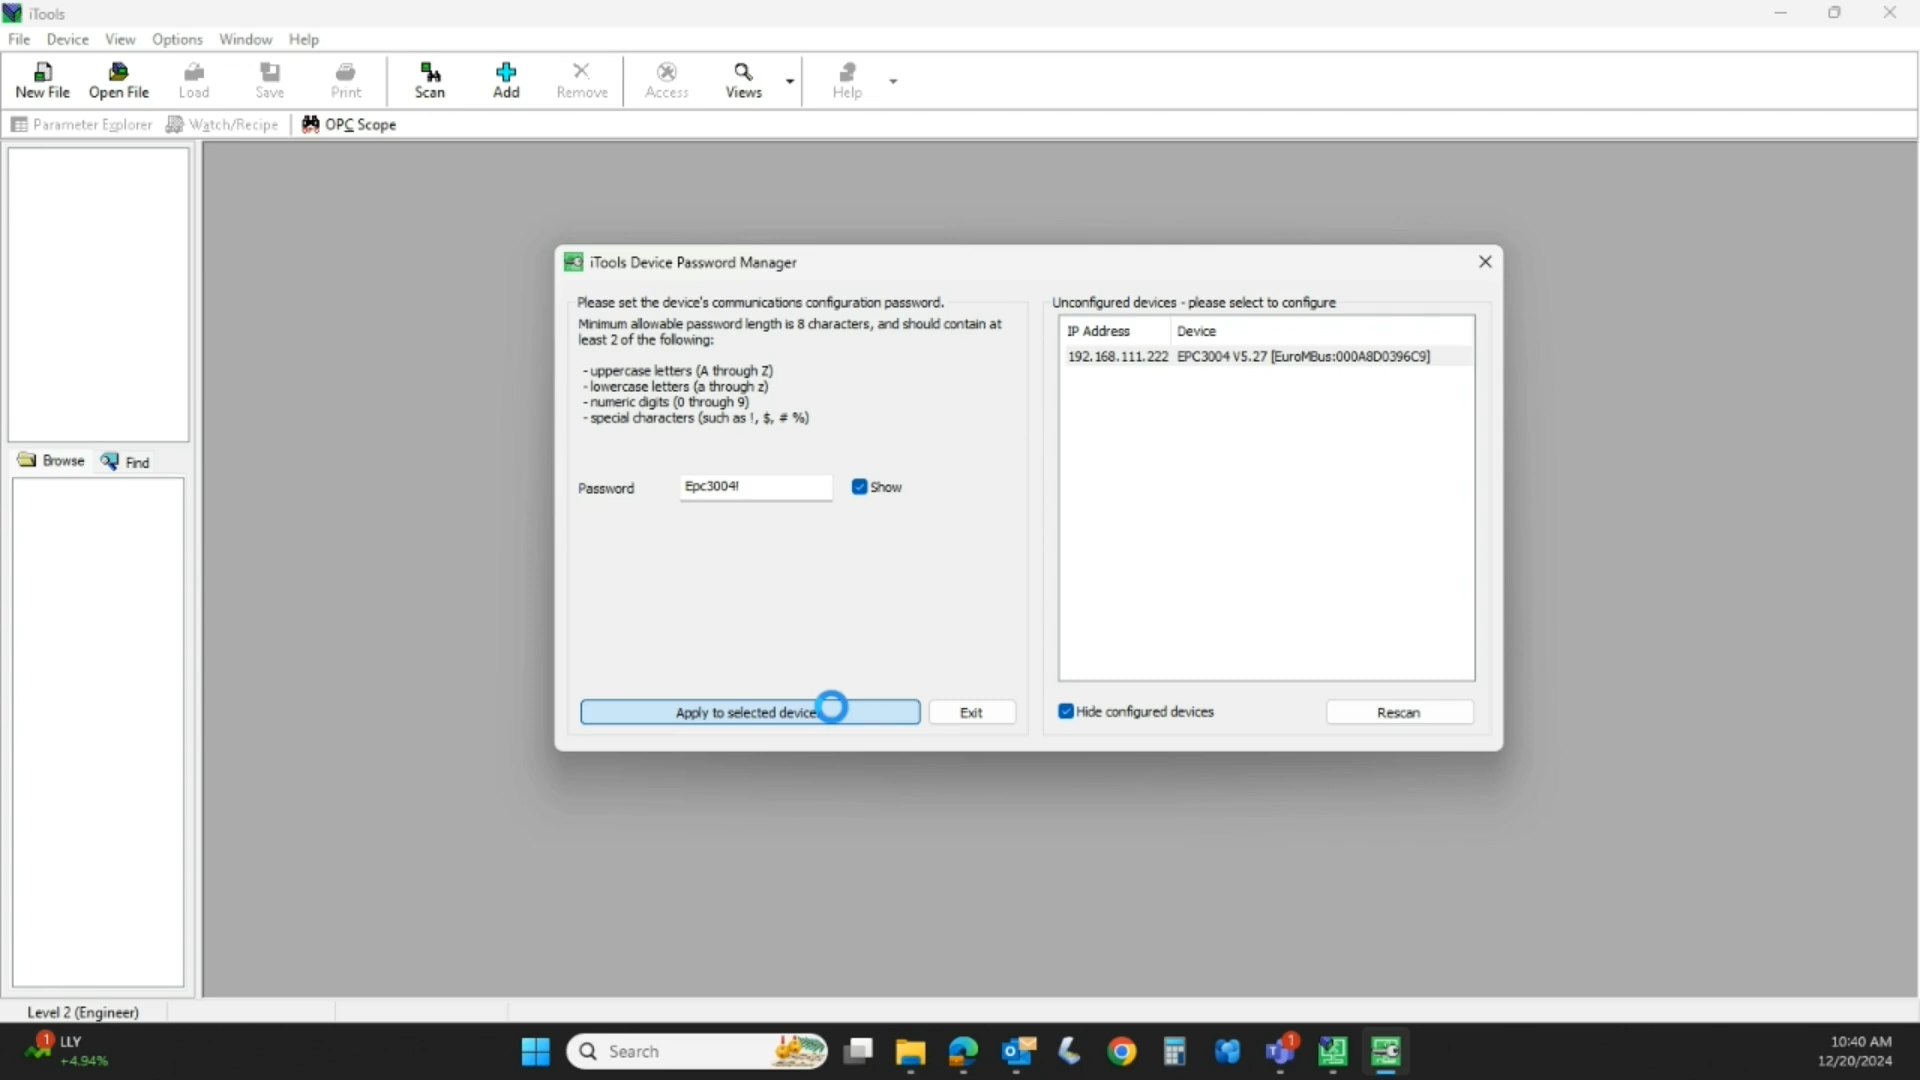 iTools
File Device View Options Window Help
New File Open File Load Save Print Scan Add Remove Access Views Help
Parameter Explorer Watch/Recipe OPC Scope
iTools Device Password Manager
Please set the device's communications configuration password.
Minimum allowable password length is 8 characters, and should contain at
least 2 of the following:
- uppercase letters (A through Z)
- lowercase letters (a through z)
- numeric digits (0 through 9)
- special characters (such as !, $, # %)
Password Epc3004! Show
Apply to selected device Exit
Unconfigured devices - please select to configure
IP Address Device
192.168.111.222 EPC3004 V5.27 [EuroMBus:000A8D0396C9]
Hide configured devices Rescan
Browse Find
Level 2 (Engineer)
1 LLY
+4.94%
Search
1
10:40 AM
12/20/2024